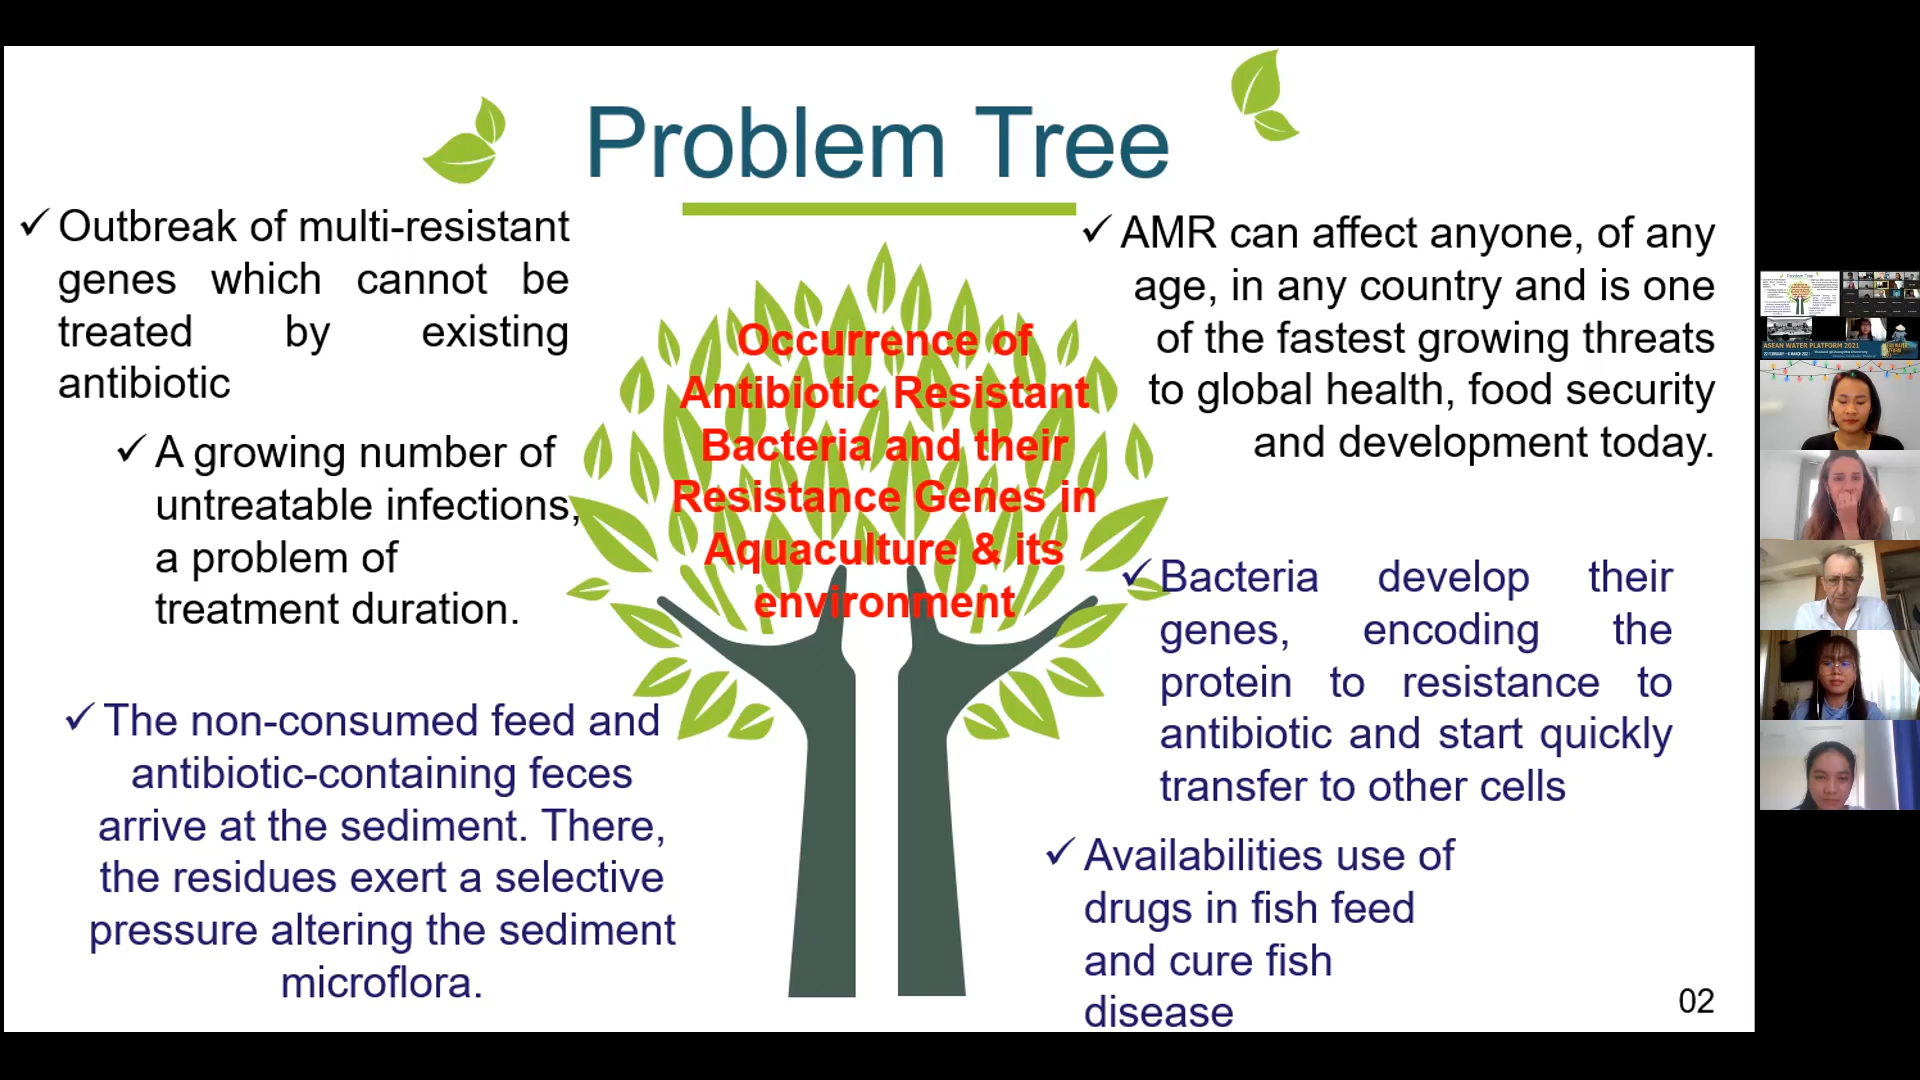 Problem Tree
✓ Outbreak of multi-resistant
genes which cannot be
treated by existing
antibiotic
✓ A growing number of
untreatable infections,
a problem of
treatment duration.
✓ The non-consumed feed and
antibiotic-containing feces
arrive at the sediment. There,
the residues exert a selective
pressure altering the sediment
microflora.
Occurrence of
Antibiotic Resistant
Bacteria and their
Resistance Genes in
Aquaculture & its
environment
✓ AMR can affect anyone, of any
age, in any country and is one
of the fastest growing threats
to global health, food security
and development today.
✓ Bacteria develop their
genes, encoding the
protein to resistance to
antibiotic and start quickly
transfer to other cells
✓ Availabilities use of
drugs in fish feed
and cure fish
disease
02
Problem Tree
ASEAN WATER PLATFORM 2021